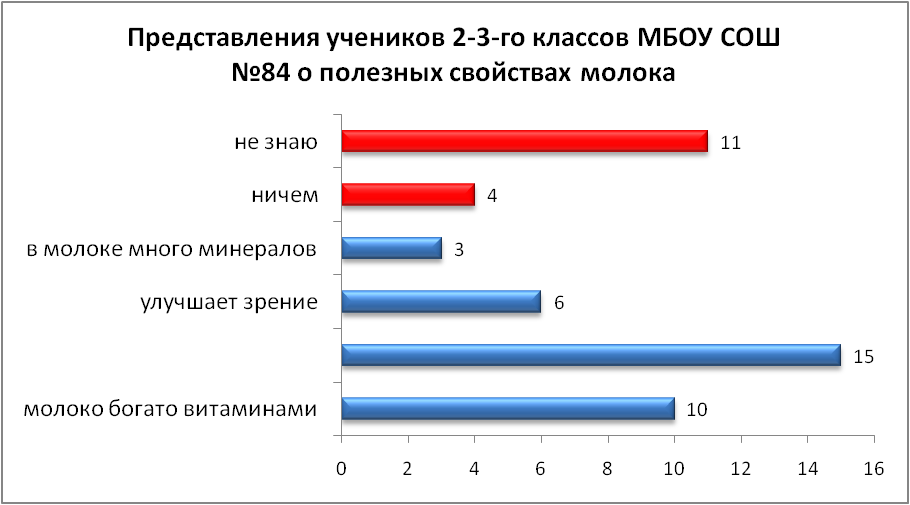 Представления учеников 2-3-го классов МБОУ СОШ
№84 о полезных свойствах молока
не знаю
11
ничем
4
в молоке много минералов
3
улучшает зрение
6
15
молоко богато витаминами
10
0 2 4 6 8 10 12 14 16